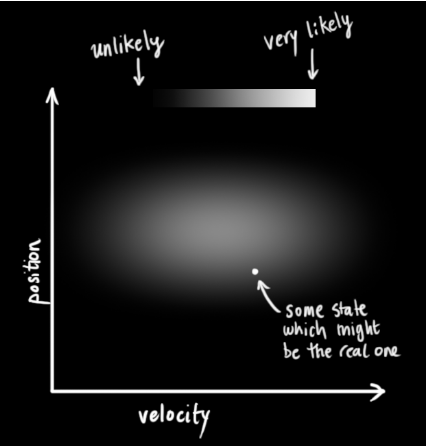 unlikely
very likely
position
some state
which might
be the real one
velocity